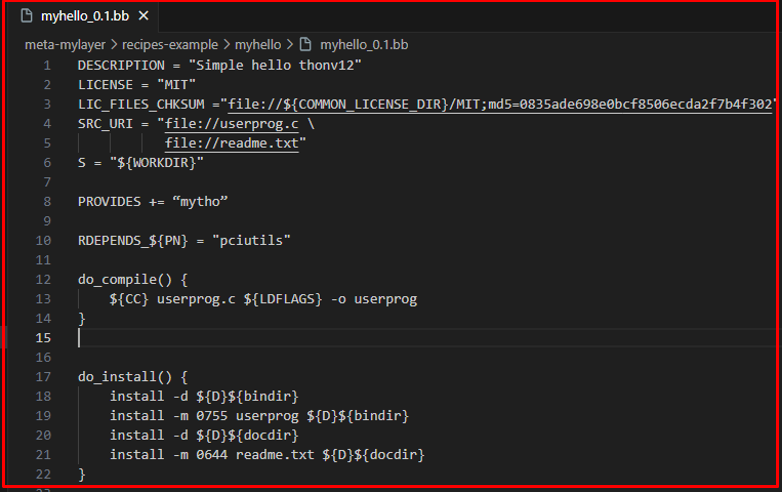 myhello_0.1.bb ×
meta-mylayer > recipes-example > myhello > myhello_0.1.bb
1 DESCRIPTION = "Simple hello thonv12"
2 LICENSE = "MIT"
3 LIC_FILES_CHKSUM ="file://${COMMON_LICENSE_DIR}/MIT;md5=0835ade698e0bcf8506ecda2f7b4f302"
4 SRC_URI = "file://userprog.c \
5 file://readme.txt"
6 S = "${WORKDIR}"
7
8 PROVIDES += “mytho”
9
10 RDEPENDS_${PN} = "pciutils"
11
12 do_compile() {
13 ${CC} userprog.c ${LDFLAGS} -o userprog
14 }
15
16
17 do_install() {
18 install -d ${D}${bindir}
19 install -m 0755 userprog ${D}${bindir}
20 install -d ${D}${docdir}
21 install -m 0644 readme.txt ${D}${docdir}
22 }
23